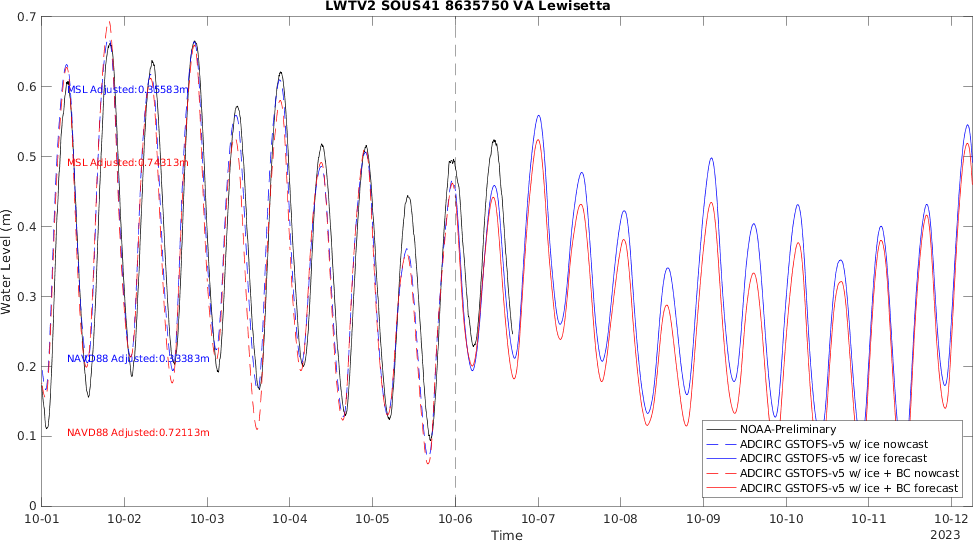 LWTV2 SOUS41 8635750 VA Lewisetta
0.7
0.6
0.5
0.4
0.3
0.2
0.1
0
Water Level (m)
MSL Adjusted:0.35583m
MSL Adjusted:0.74313m
NAVD88 Adjusted:0.33383m
NAVD88 Adjusted:0.72113m
NOAA-Preliminary
ADCIRC GSTOFS-v5 w/ ice nowcast
ADCIRC GSTOFS-v5 w/ ice forecast
ADCIRC GSTOFS-v5 w/ ice + BC nowcast
ADCIRC GSTOFS-v5 w/ ice + BC forecast
10-01 10-02 10-03 10-04 10-05 10-06 10-07 10-08 10-09 10-10 10-11 10-12
Time
2023